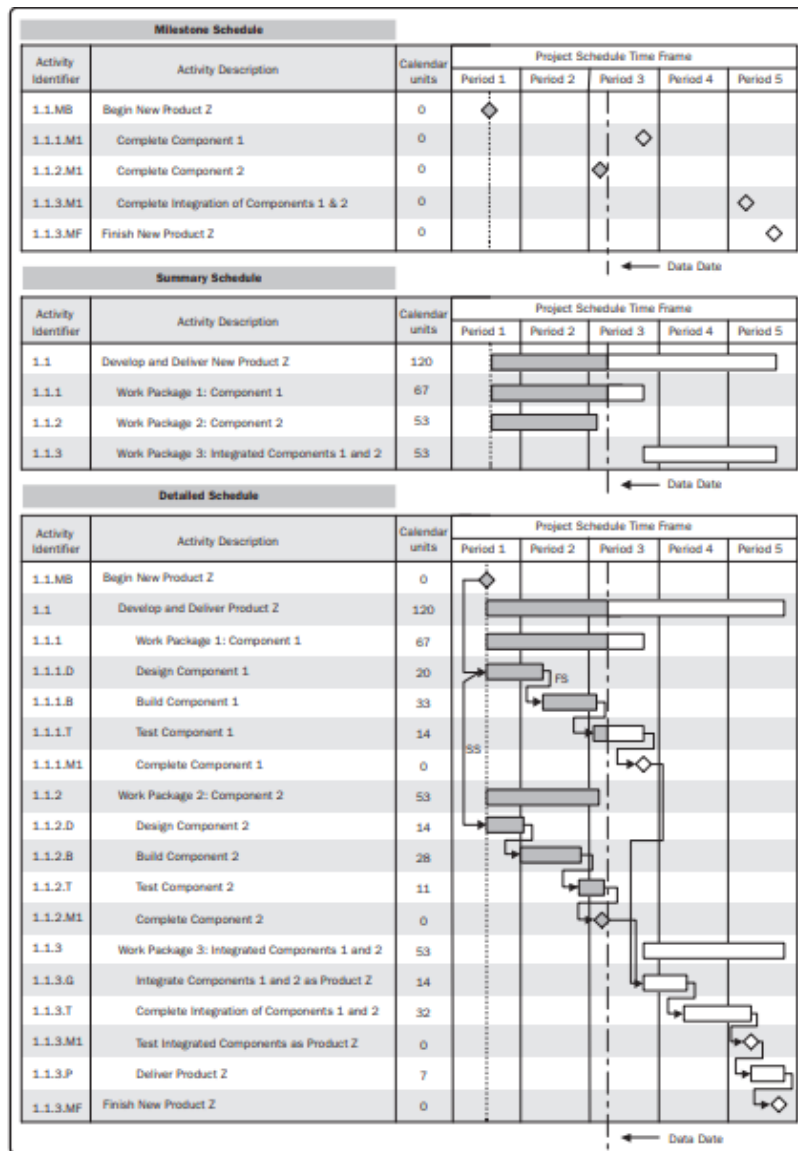 Milestone Schedule
Activity Identifier Activity Description Calendar units Project Schedule Time Frame
Period 1 Period 2 Period 3 Period 4 Period 5
1.1.MB Begin New Product Z 0
1.1.1.M1 Complete Component 1 0
1.1.2.M1 Complete Component 2 0
1.1.3.M1 Complete Integration of Components 1 & 2 0
1.1.3.MF Finish New Product Z 0
Data Date
Summary Schedule
Activity Identifier Activity Description Calendar units Project Schedule Time Frame
Period 1 Period 2 Period 3 Period 4 Period 5
1.1 Develop and Deliver New Product Z 120
1.1.1 Work Package 1: Component 1 67
1.1.2 Work Package 2: Component 2 53
1.1.3 Work Package 3: Integrated Components 1 and 2 53
Data Date
Detailed Schedule
Activity Identifier Activity Description Calendar units Project Schedule Time Frame
Period 1 Period 2 Period 3 Period 4 Period 5
1.1.MB Begin New Product Z 0
1.1 Develop and Deliver Product Z 120
1.1.1 Work Package 1: Component 1 67
1.1.1.D Design Component 1 20 FS
1.1.1.B Build Component 1 33
1.1.1.T Test Component 1 14
SS
1.1.1.M1 Complete Component 1 0
1.1.2 Work Package 2: Component 2 53
1.1.2.D Design Component 2 14
1.1.2.B Build Component 2 28
1.1.2.T Test Component 2 11
1.1.2.M1 Complete Component 2 0
1.1.3 Work Package 3: Integrated Components 1 and 2 53
1.1.3.G Integrate Components 1 and 2 as Product Z 14
1.1.3.T Complete Integration of Components 1 and 2 32
1.1.3.M1 Test Integrated Components as Product Z 0
1.1.3.P Deliver Product Z 7
1.1.3.MF Finish New Product Z 0
Data Date